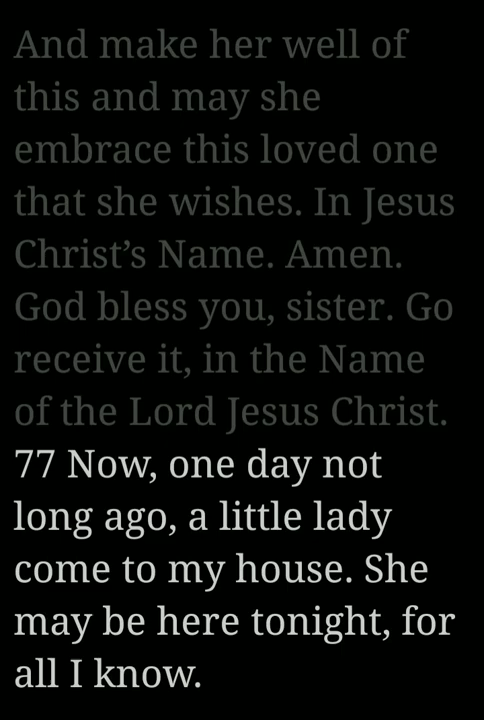 And make her well of
this and may she
embrace this loved one
that she wishes. In Jesus
Christ’s Name. Amen.
God bless you, sister. Go
receive it, in the Name
of the Lord Jesus Christ.
77 Now, one day not
long ago, a little lady
come to my house. She
may be here tonight, for
all I know.